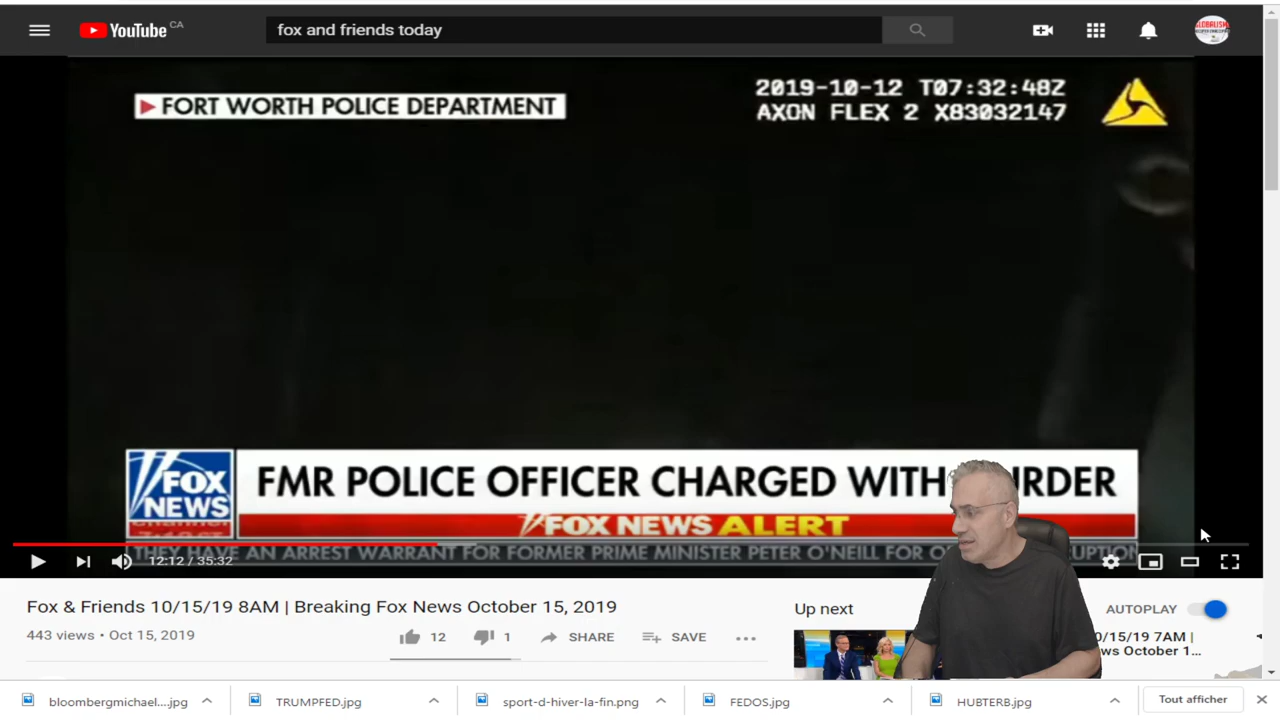 YouTube CA
fox and friends today
FORT WORTH POLICE DEPARTMENT
2019-10-12 T07:32:48Z
AXON FLEX 2 X83032147
FOX NEWS
channel
FMR POLICE OFFICER CHARGED WITH
RDER
FOX NEWS ALERT
AN ARREST WARRANT FOR FORMER PRIME MINISTER PETER O'NEILL FOR
12:12 / 35:32
Fox & Friends 10/15/19 8AM | Breaking Fox News October 15, 2019
443 views • Oct 15, 2019
12
1
SHARE
SAVE
Up next
AUTOPLAY
0/15/19 7AM |
ws October 1...
bloombergmichael....jpg
TRUMPFED.jpg
sport-d-hiver-la-fin.png
FEDOS.jpg
HUBTERB.jpg
Tout afficher